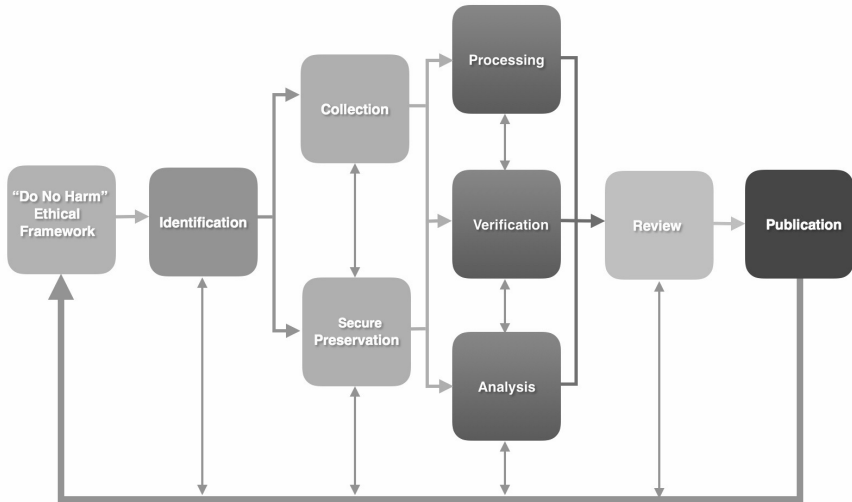 “Do No Harm”
Ethical
Framework
Identification
Collection
Secure
Preservation
Processing
Verification
Analysis
Review
Publication